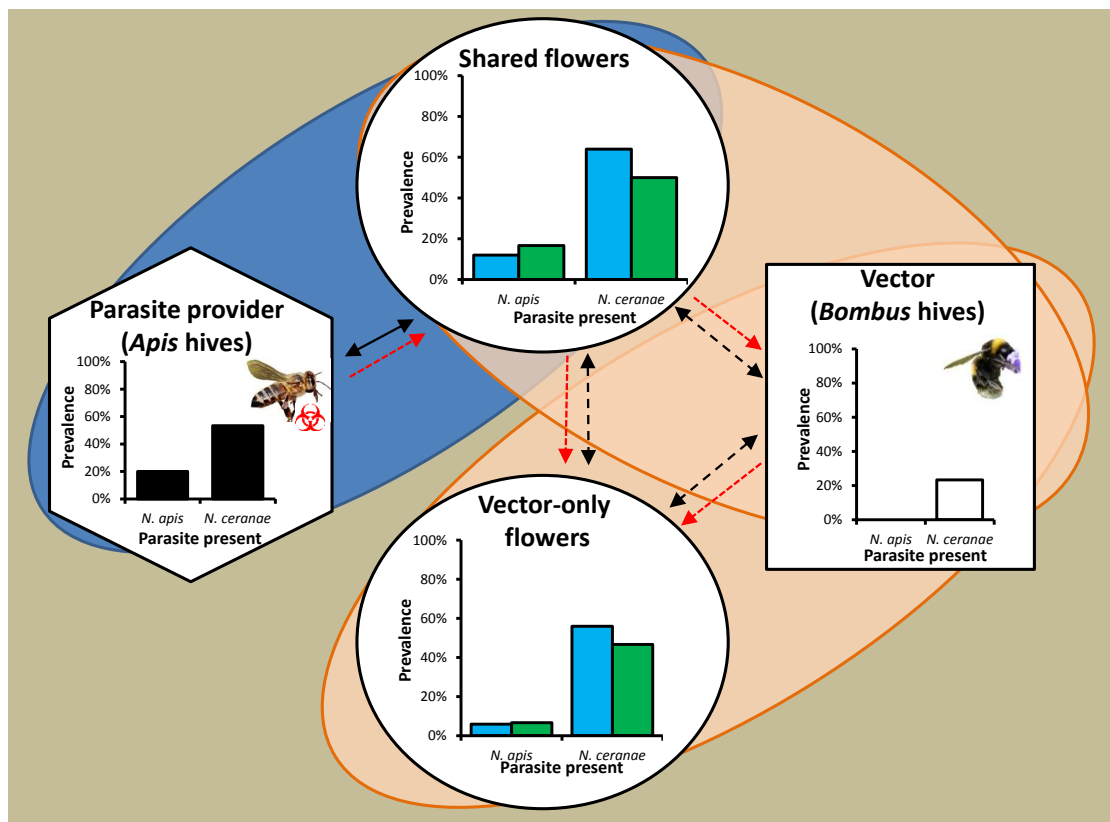 Shared flowers
100%
80%
60%
40%
20%
0%
Prevalence
N. apis N. ceranae
Parasite present
Parasite provider
(Apis hives)
100%
80%
60%
40%
20%
0%
Prevalence
N. apis N. ceranae
Parasite present
Vector
(Bombus hives)
100%
80%
60%
40%
20%
0%
Prevalence
N. apis N. ceranae
Parasite present
Vector-only
flowers
100%
80%
60%
40%
20%
0%
Prevalence
N. apis N. ceranae
Parasite present